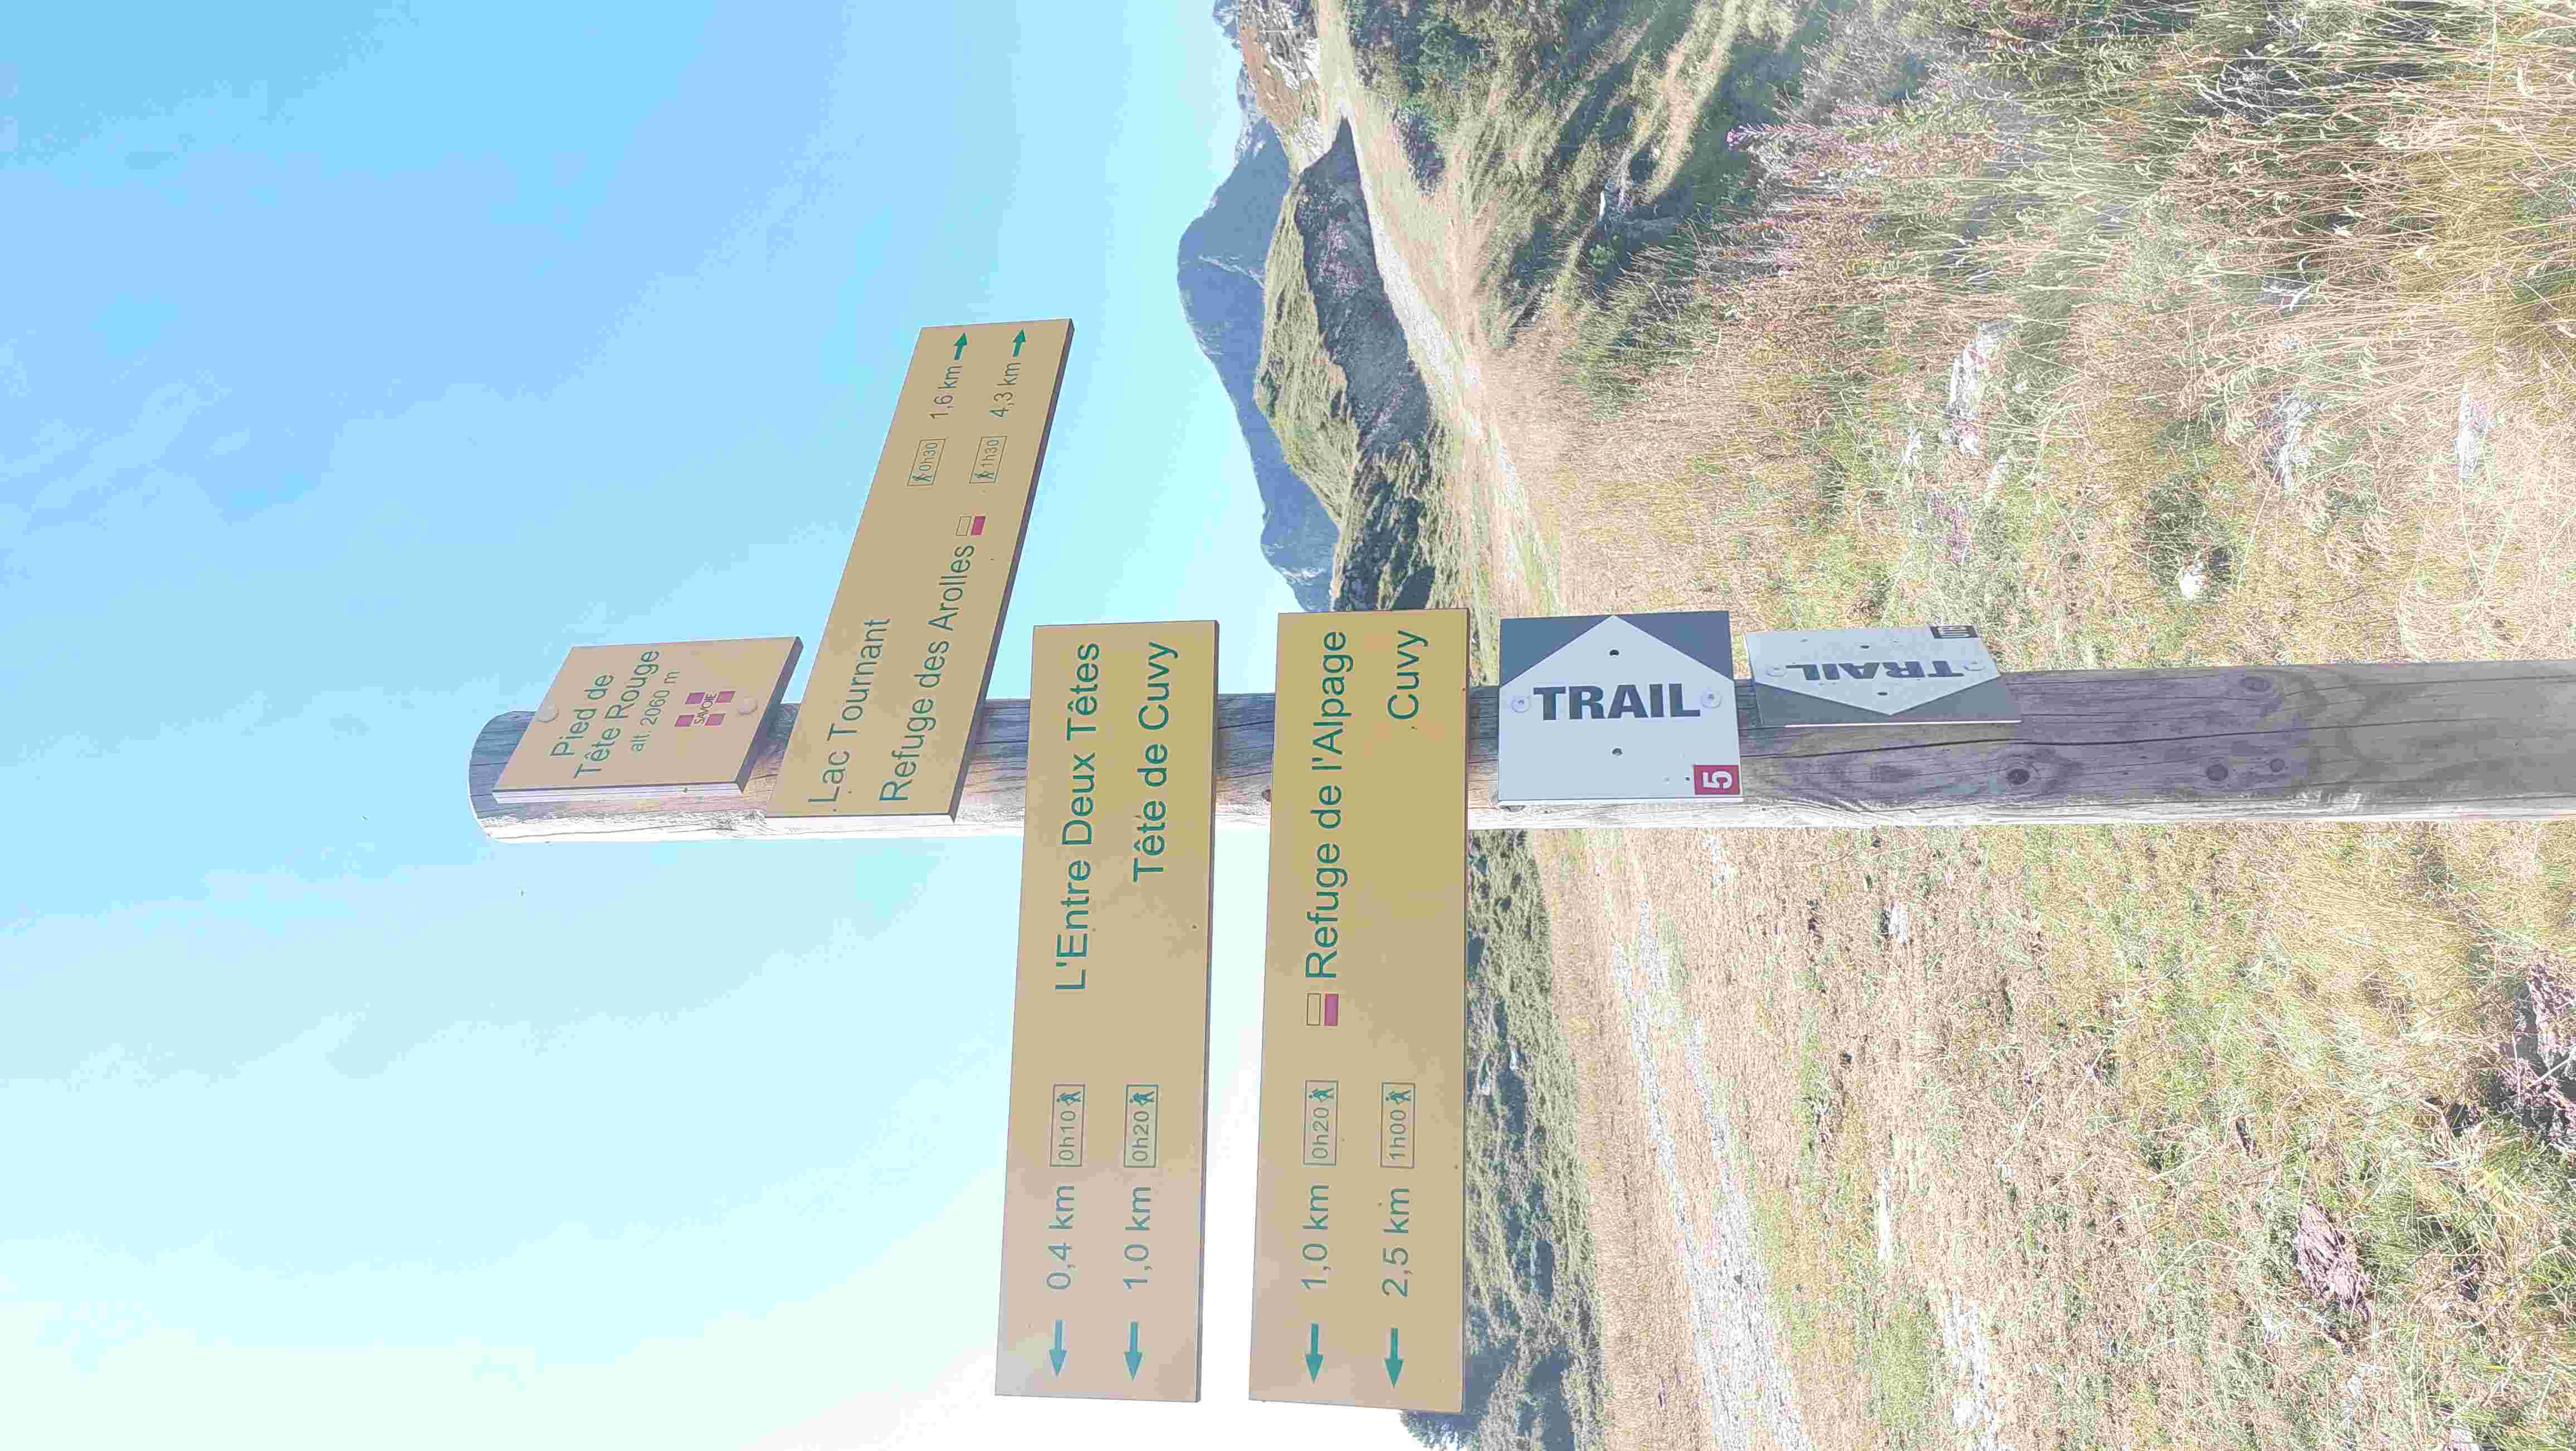 Pied de
Tête Rouge
alt. 2060 m
SAVOIE
Lac Tournant 0h30 1,6 km
Refuge des Arolles 1h30 4,3 km
0,4 km 0h10 L'Entre Deux Têtes
1,0 km 0h20 Tête de Cuvy
1,0 km 0h20 Refuge de l'Alpage
2,5 km 1h00 Cuvy
TRAIL
5
TRAIL